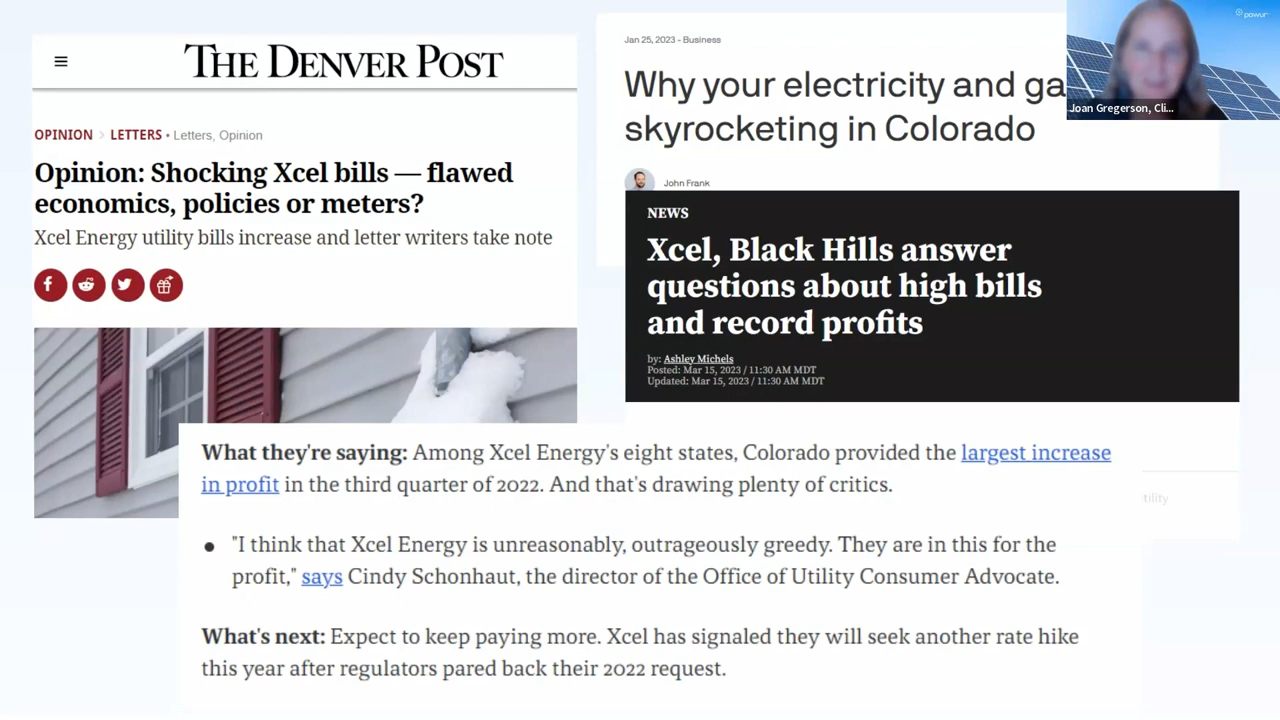 THE DENVER POST
OPINION > LETTERS • Letters, Opinion
Opinion: Shocking Xcel bills — flawed
economics, policies or meters?
Xcel Energy utility bills increase and letter writers take note
Jan 25, 2023 - Business
Why your electricity and ga
skyrocketing in Colorado
John Frank
powur
Joan Gregerson, Cli...
NEWS
Xcel, Black Hills answer
questions about high bills
and record profits
by: Ashley Michels
Posted: Mar 15, 2023 / 11:30 AM MDT
Updated: Mar 15, 2023 / 11:30 AM MDT
tility
What they're saying: Among Xcel Energy's eight states, Colorado provided the largest increase
in profit in the third quarter of 2022. And that's drawing plenty of critics.
● "I think that Xcel Energy is unreasonably, outrageously greedy. They are in this for the
profit," says Cindy Schonhaut, the director of the Office of Utility Consumer Advocate.
What's next: Expect to keep paying more. Xcel has signaled they will seek another rate hike
this year after regulators pared back their 2022 request.